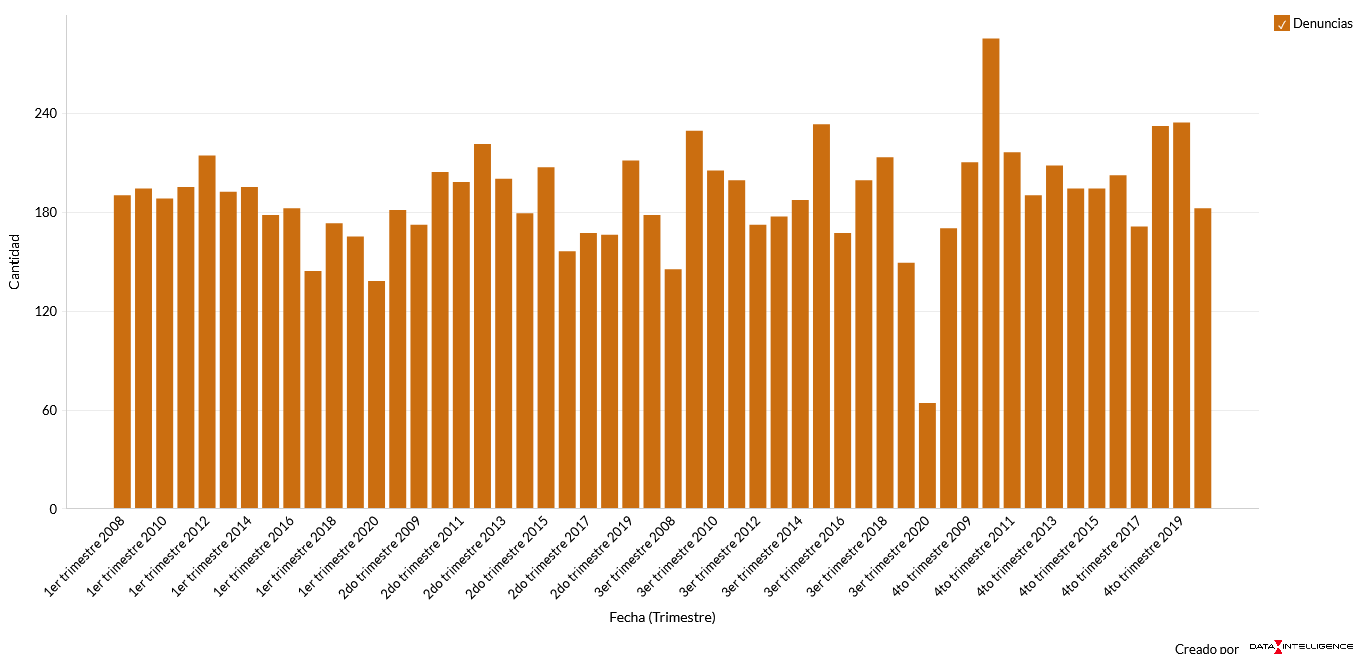 ✓ Denuncias
240
180
120
60
0
Cantidad
1er trimestre 2008
1er trimestre 2010
1er trimestre 2012
1er trimestre 2014
1er trimestre 2016
1er trimestre 2018
1er trimestre 2020
2do trimestre 2009
2do trimestre 2011
2do trimestre 2013
2do trimestre 2015
2do trimestre 2017
2do trimestre 2019
3er trimestre 2008
3er trimestre 2010
3er trimestre 2012
3er trimestre 2014
3er trimestre 2016
3er trimestre 2018
3er trimestre 2020
4to trimestre 2009
4to trimestre 2011
4to trimestre 2013
4to trimestre 2015
4to trimestre 2017
4to trimestre 2019
Fecha (Trimestre)
Creado por DATA INTELLIGENCE